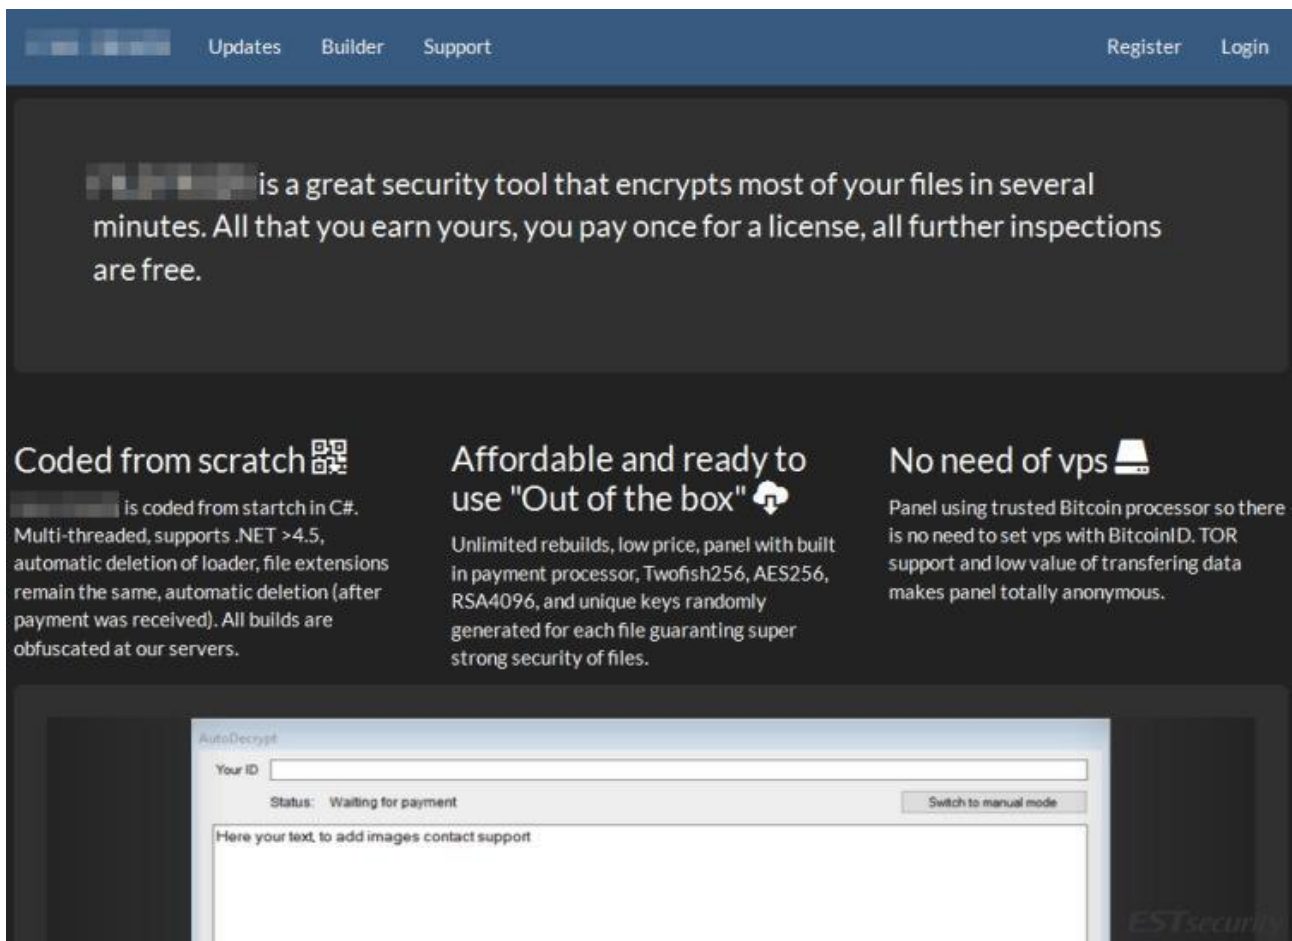 Updates Builder Support Register Login
is a great security tool that encrypts most of your files in several
minutes. All that you earn yours, you pay once for a license, all further inspections
are free.
Coded from scratch
is coded from startch in C#.
Multi-threaded, supports .NET >4.5,
automatic deletion of loader, file extensions
remain the same, automatic deletion (after
payment was received). All builds are
obfuscated at our servers.
Affordable and ready to
use "Out of the box"
Unlimited rebuilds, low price, panel with built
in payment processor, Twofish256, AES256,
RSA4096, and unique keys randomly
generated for each file guaranting super
strong security of files.
No need of vps
Panel using trusted Bitcoin processor so there
is no need to set vps with BitcoinID. TOR
support and low value of transfering data
makes panel totally anonymous.
AutoDecrypt
Your ID
Status: Waiting for payment Switch to manual mode
Here your text, to add images contact support
ESTsecurity